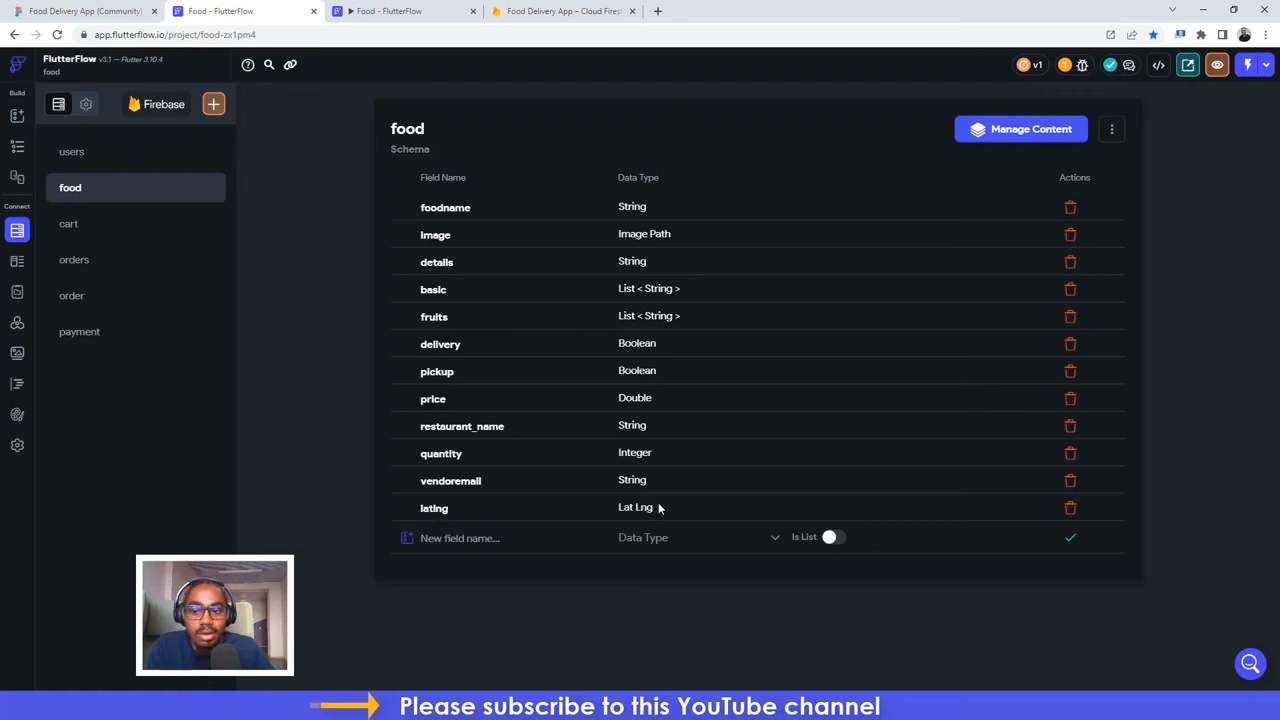 Food Delivery App (Community)
Food - FlutterFlow
Food - FlutterFlow
Food Delivery App – Cloud Fires
app.flutterflow.io/project/food-zx1pm4
FlutterFlow v3.1 — Flutter 3.10.4
food
v1
1
Build
Connect
Firebase
users
food
cart
orders
order
payment
food
Schema
Manage Content
Field Name Data Type Actions
foodname String
image Image Path
details String
basic List < String >
fruits List < String >
delivery Boolean
pickup Boolean
price Double
restaurant_name String
quantity Integer
vendoremail String
latlng Lat Lng
New field name... Data Type Is List
Please subscribe to this YouTube channel